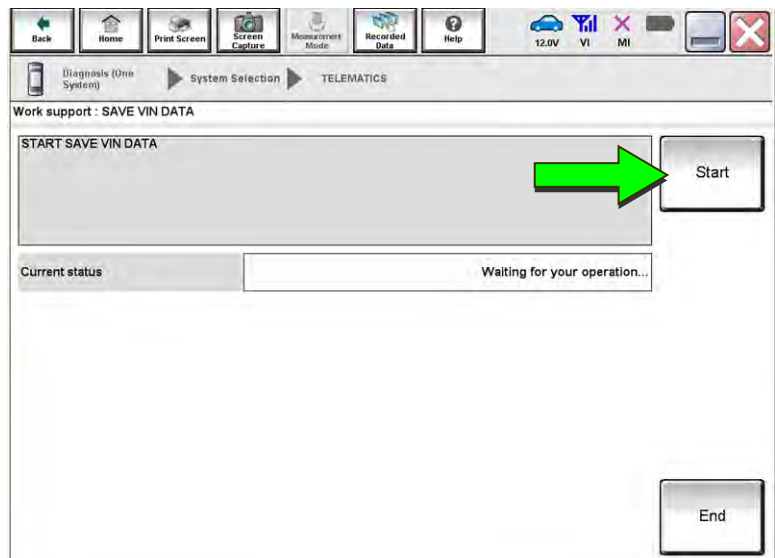 Back
Home
Print Screen
Screen
Capture
Measurement
Mode
Recorded
Data
Help
12.0V
VI
MI
Diagnosis (One
System)
System Selection
TELEMATICS
Work support : SAVE VIN DATA
START SAVE VIN DATA
Start
Current status
Waiting for your operation...
End